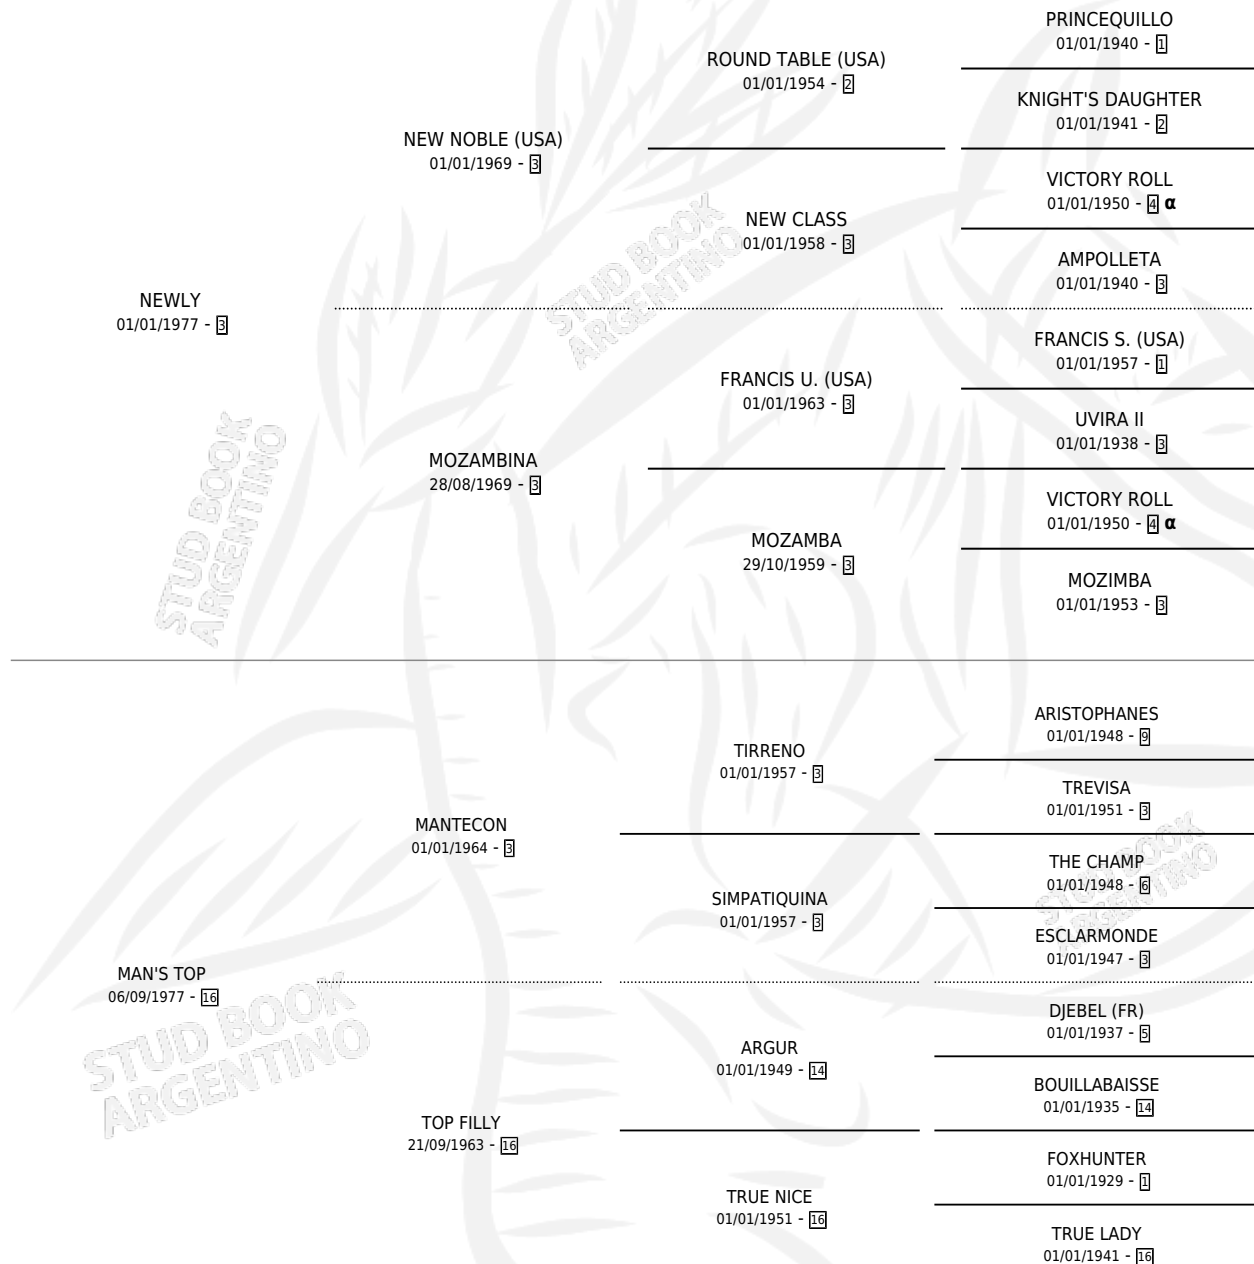 PRINCEQUILLO
01/01/1940 - 1
ROUND TABLE (USA)
01/01/1954 - 2
KNIGHT'S DAUGHTER
01/01/1941 - 2
NEW NOBLE (USA)
01/01/1969 - 3
VICTORY ROLL
01/01/1950 - 4 α
NEW CLASS
01/01/1958 - 3
AMPOLLETA
01/01/1940 - 3
NEWLY
01/01/1977 - 3
FRANCIS S. (USA)
01/01/1957 - 1
FRANCIS U. (USA)
01/01/1963 - 3
UVIRA II
01/01/1938 - 3
MOZAMBINA
28/08/1969 - 3
VICTORY ROLL
01/01/1950 - 4 α
MOZAMBA
29/10/1959 - 3
MOZIMBA
01/01/1953 - 3
ARISTOPHANES
01/01/1948 - 9
TIRRENO
01/01/1957 - 3
TREVISA
01/01/1951 - 3
MANTECON
01/01/1964 - 3
THE CHAMP
01/01/1948 - 6
SIMPATIQUINA
01/01/1957 - 3
ESCLARMONDE
01/01/1947 - 3
MAN'S TOP
06/09/1977 - 16
DJEBEL (FR)
01/01/1937 - 5
ARGUR
01/01/1949 - 14
BOUILLABAISSE
01/01/1935 - 14
TOP FILLY
21/09/1963 - 16
FOXHUNTER
01/01/1929 - 1
TRUE NICE
01/01/1951 - 16
TRUE LADY
01/01/1941 - 16
STUD BOOK
ARGENTINO
STUD BOOK
ARGENTINO
STUD BOOK
ARGENTINO
STUD BOOK
ARGENTINO